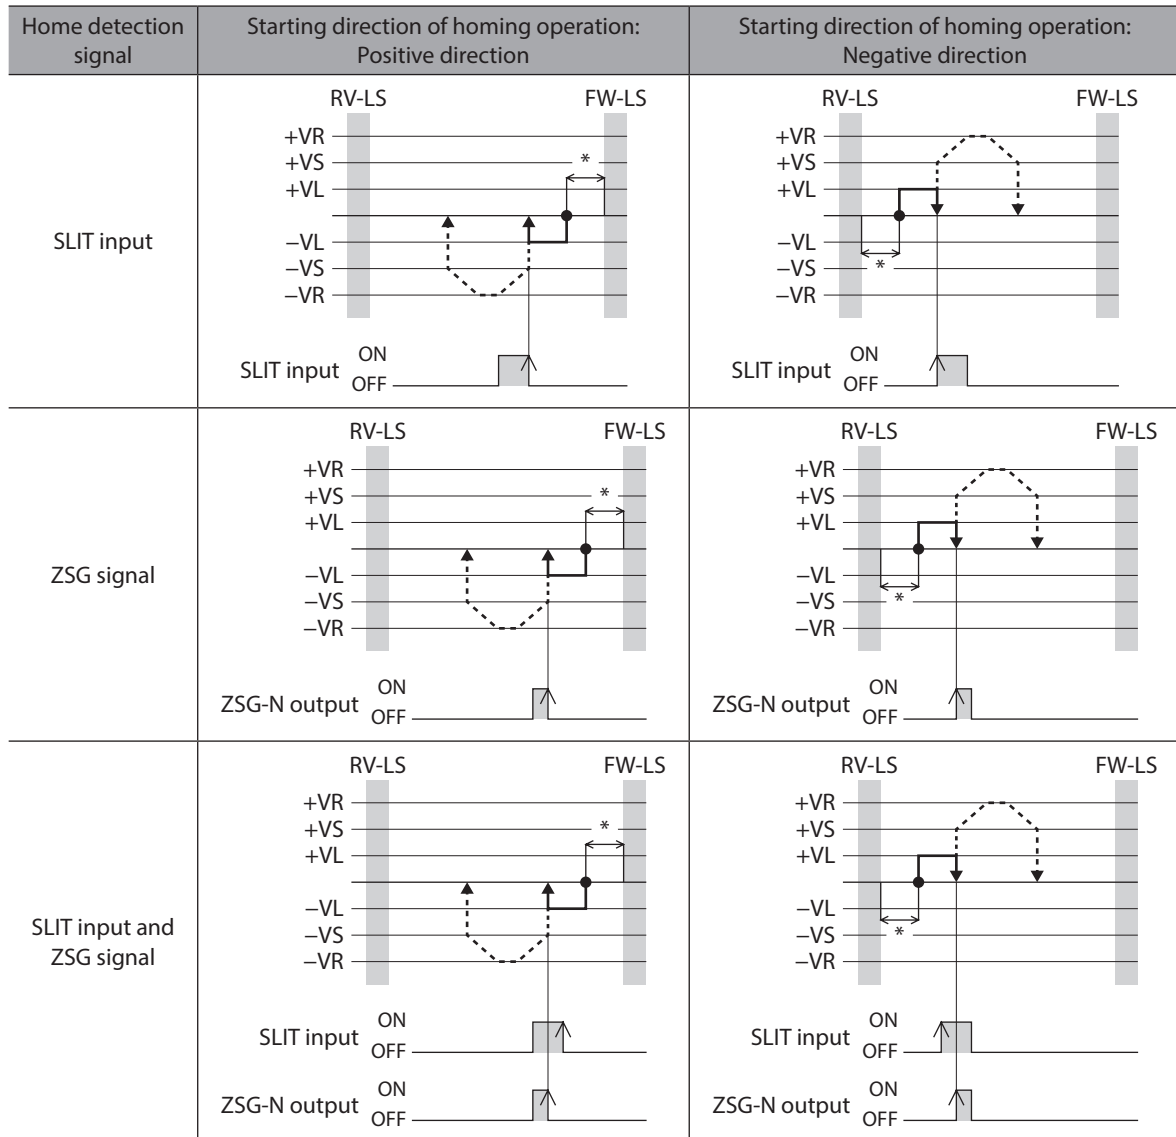 Home detection signal
Starting direction of homing operation: Positive direction
Starting direction of homing operation: Negative direction
SLIT input
RV-LS
FW-LS
+VR
+VS
*
+VL
−VL
−VS
−VR
SLIT input
ON
OFF
RV-LS
FW-LS
+VR
+VS
+VL
−VL
*
−VS
−VR
SLIT input
ON
OFF
ZSG signal
RV-LS
FW-LS
+VR
+VS
*
+VL
−VL
−VS
−VR
ZSG-N output
ON
OFF
RV-LS
FW-LS
+VR
+VS
+VL
−VL
*
−VS
−VR
ZSG-N output
ON
OFF
SLIT input and ZSG signal
RV-LS
FW-LS
+VR
+VS
*
+VL
−VL
−VS
−VR
SLIT input
ON
OFF
ZSG-N output
ON
OFF
RV-LS
FW-LS
+VR
+VS
+VL
−VL
*
−VS
−VR
SLIT input
ON
OFF
ZSG-N output
ON
OFF